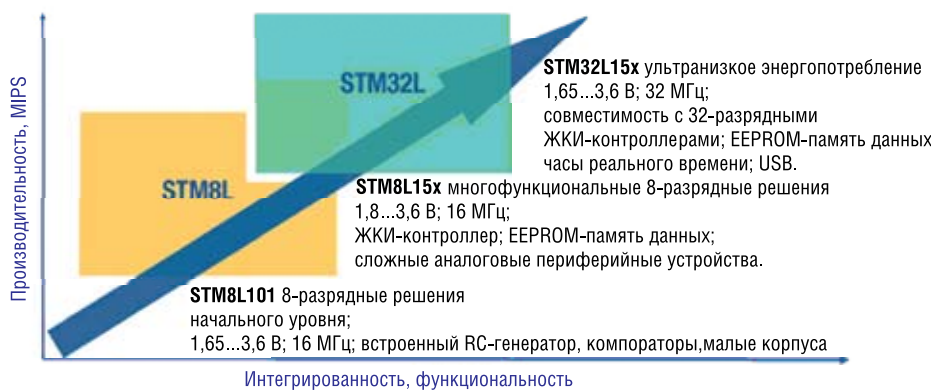 Производительность, MIPS
STM32L
STM32L15x ультранизкое энергопотребление
1,65...3,6 В; 32 МГц;
совместимость с 32-разрядными
ЖКИ-контроллерами; EEPROM-память данных
часы реального времени; USB.
STM8L
STM8L15x многофункциональные 8-разрядные решения
1,8...3,6 В; 16 МГц;
ЖКИ-контроллер; EEPROM-память данных;
сложные аналоговые периферийные устройства.
STM8L101 8-разрядные решения
начального уровня;
1,65...3,6 В; 16 МГц; встроенный RC-генератор, компораторы,малые корпуса
Интегрированность, функциональность